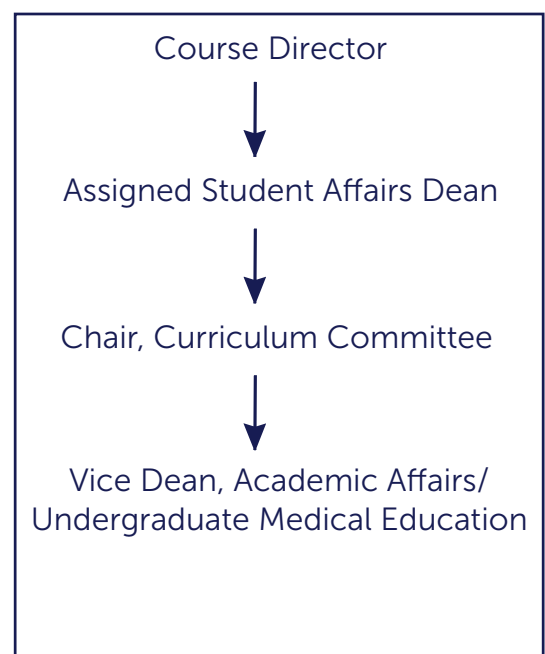 Course Director
Assigned Student Affairs Dean
Chair, Curriculum Committee
Vice Dean, Academic Affairs/
Undergraduate Medical Education